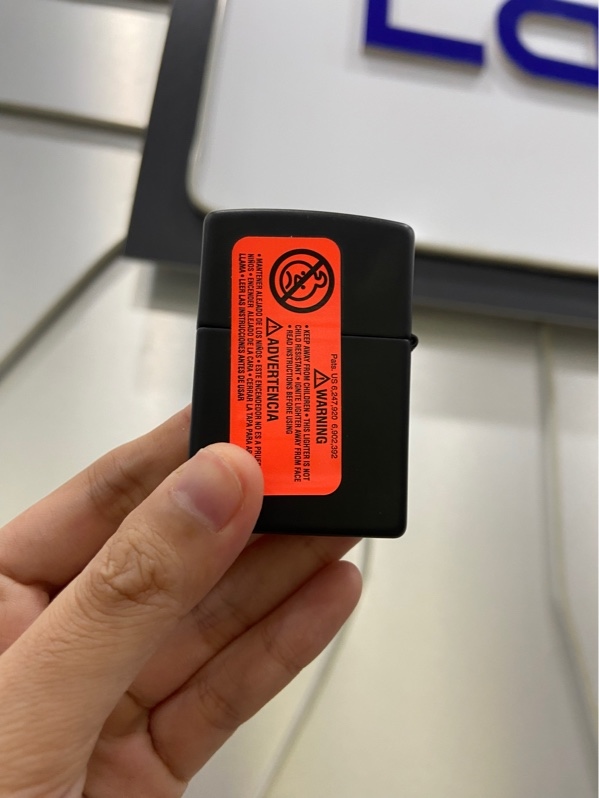 Pats. US 6,247,920 6,902,392
⚠WARNING
• KEEP AWAY FROM CHILDREN • THIS LIGHTER IS NOT
CHILD RESISTANT • IGNITE LIGHTER AWAY FROM FACE
• READ INSTRUCTIONS BEFORE USING
⚠ADVERTENCIA
• MANTENER ALEJADO DE LOS NIÑOS • ESTE ENCENDEDOR NO ES A
NIÑOS • ENCENDER ALEJADO DE LA CARA • CERRAR LA TAPA PARA
LLAMA • LEER LAS INSTRUCCIONES ANTES DE USAR